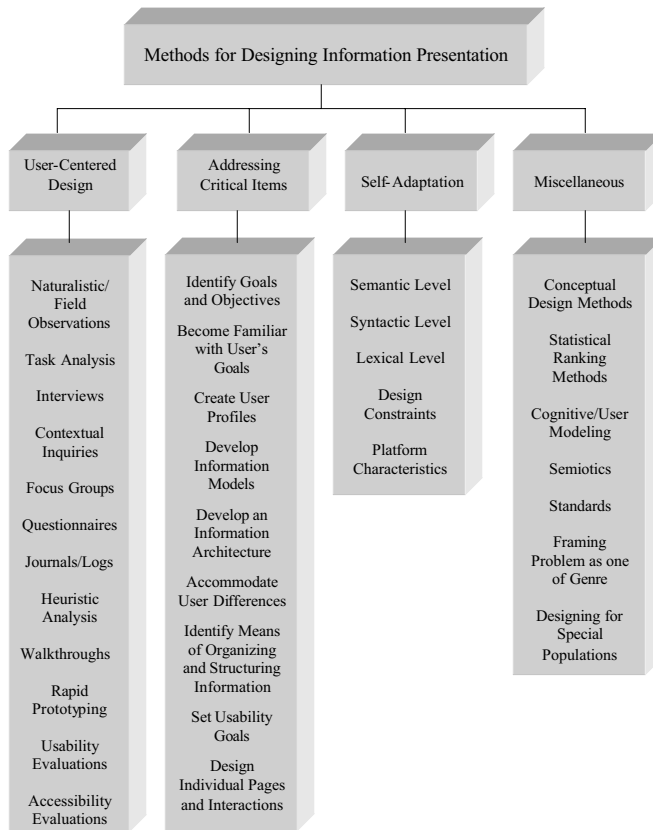 Methods for Designing Information Presentation
User-Centered
Design
Addressing
Critical Items
Self-Adaptation
Miscellaneous
Naturalistic/
Field
Observations
Task Analysis
Interviews
Contextual
Inquiries
Focus Groups
Questionnaires
Journals/Logs
Heuristic
Analysis
Walkthroughs
Rapid
Prototyping
Usability
Evaluations
Accessibility
Evaluations
Identify Goals
and Objectives
Become Familiar
with User's
Goals
Create User
Profiles
Develop
Information
Models
Develop an
Information
Architecture
Accommodate
User Differences
Identify Means
of Organizing
and Structuring
Information
Set Usability
Goals
Design
Individual Pages
and Interactions
Semantic Level
Syntactic Level
Lexical Level
Design
Constraints
Platform
Characteristics
Conceptual
Design Methods
Statistical
Ranking
Methods
Cognitive/User
Modeling
Semiotics
Standards
Framing
Problem as one
of Genre
Designing for
Special
Populations